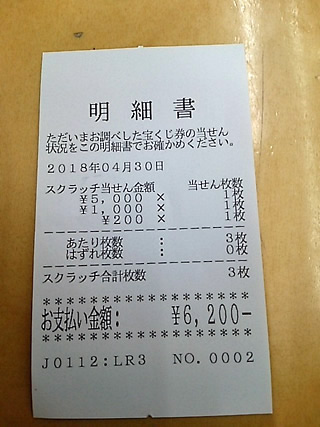 明細書
ただいまお調べした宝くじ券の当せん
状況をこの明細書でお確かめください。
2018年04月30日
スクラッチ当せん金額 当せん枚数
¥5,000 × 1枚
¥1,000 × 1枚
¥200 × 1枚
あたり枚数 : 3枚
はずれ枚数 : 0枚
スクラッチ合計枚数 3枚
お支払い金額: ¥6,200-
J0112:LR3 NO.0002